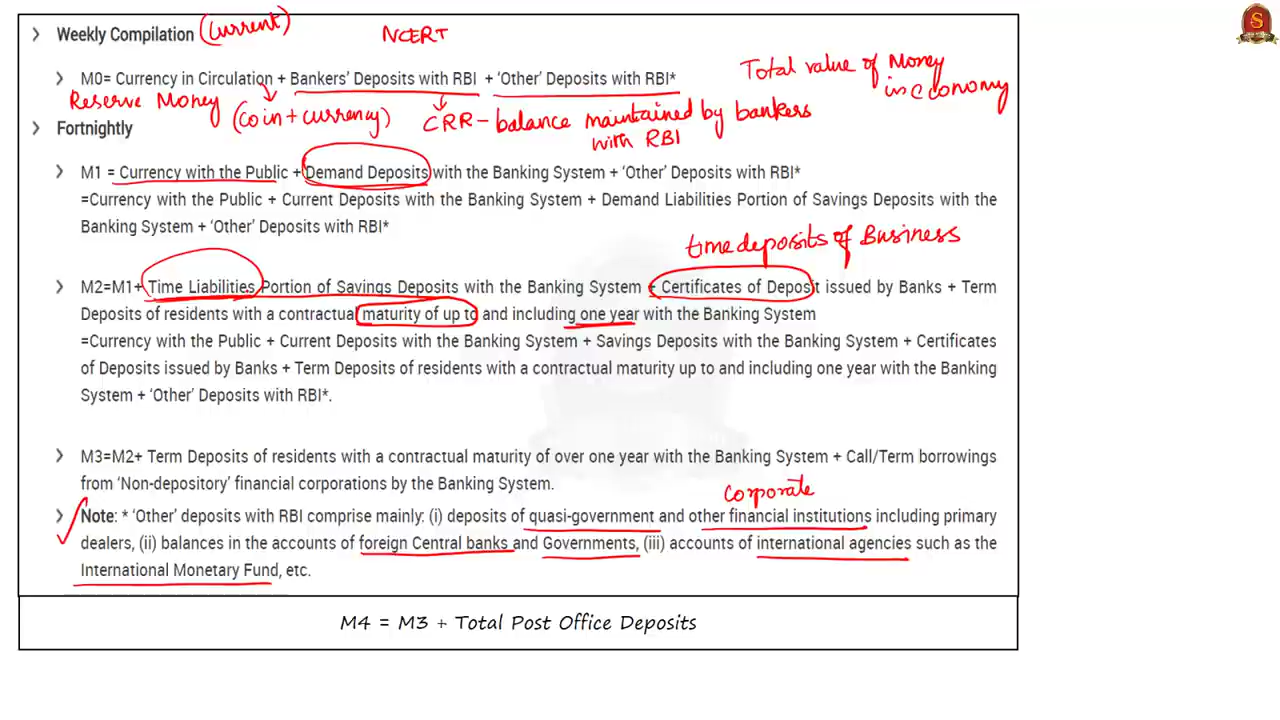 Weekly Compilation (current)
NCERT
M0= Currency in Circulation + Bankers' Deposits with RBI + 'Other' Deposits with RBI*
Total value of Money
in economy
Reserve Money (coin + currency)
CRR – balance maintained by bankers
with RBI
Fortnightly
M1 = Currency with the Public + Demand Deposits with the Banking System + 'Other' Deposits with RBI*
=Currency with the Public + Current Deposits with the Banking System + Demand Liabilities Portion of Savings Deposits with the
Banking System + 'Other' Deposits with RBI*
time deposits of Business
M2=M1+ Time Liabilities Portion of Savings Deposits with the Banking System + Certificates of Deposit issued by Banks + Term
Deposits of residents with a contractual maturity of up to and including one year with the Banking System
=Currency with the Public + Current Deposits with the Banking System + Savings Deposits with the Banking System + Certificates
of Deposits issued by Banks + Term Deposits of residents with a contractual maturity up to and including one year with the Banking
System + 'Other' Deposits with RBI*.
M3=M2+ Term Deposits of residents with a contractual maturity of over one year with the Banking System + Call/Term borrowings
from 'Non-depository' financial corporations by the Banking System.
corporate
Note: * 'Other' deposits with RBI comprise mainly: (i) deposits of quasi-government and other financial institutions including primary
dealers, (ii) balances in the accounts of foreign Central banks and Governments, (iii) accounts of international agencies such as the
International Monetary Fund, etc.
M4 = M3 + Total Post Office Deposits
S